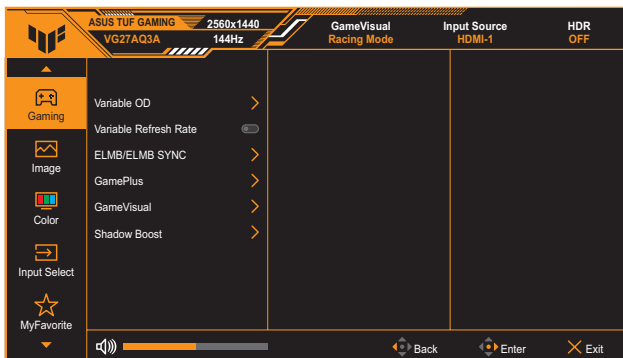 ASUS TUF GAMING 2560x1440
VG27AQ3A 144Hz
GameVisual
Racing Mode
Input Source
HDMI-1
HDR
OFF
Gaming
Image
Color
Input Select
MyFavorite
Variable OD
Variable Refresh Rate
ELMB/ELMB SYNC
GamePlus
GameVisual
Shadow Boost
Back
Enter
Exit